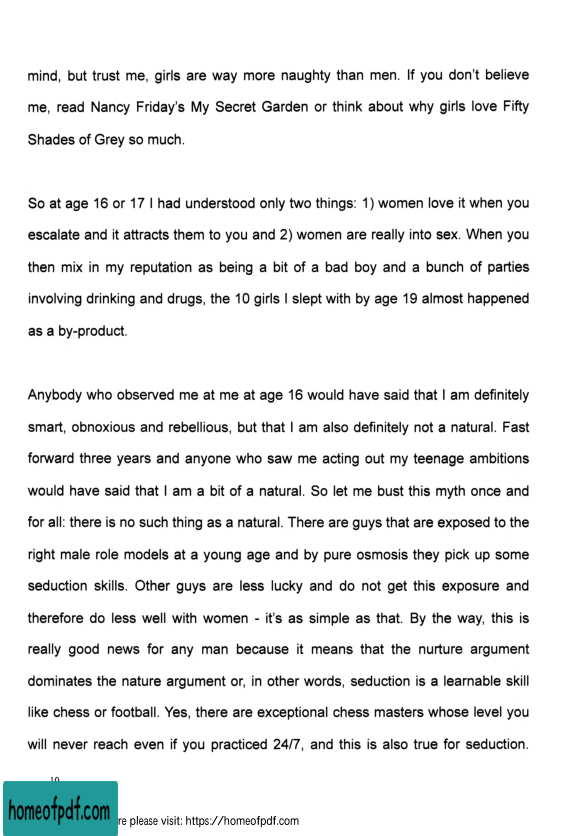 mind, but trust me, girls are way more naughty than men. If you don't believe
me, read Nancy Friday's My Secret Garden or think about why girls love Fifty
Shades of Grey so much.
So at age 16 or 17 I had understood only two things: 1) women love it when you
escalate and it attracts them to you and 2) women are really into sex. When you
then mix in my reputation as being a bit of a bad boy and a bunch of parties
involving drinking and drugs, the 10 girls I slept with by age 19 almost happened
as a by-product.
Anybody who observed me at me at age 16 would have said that I am definitely
smart, obnoxious and rebellious, but that I am also definitely not a natural. Fast
forward three years and anyone who saw me acting out my teenage ambitions
would have said that I am a bit of a natural. So let me bust this myth once and
for all: there is no such thing as a natural. There are guys that are exposed to the
right male role models at a young age and by pure osmosis they pick up some
seduction skills. Other guys are less lucky and do not get this exposure and
therefore do less well with women - it's as simple as that. By the way, this is
really good news for any man because it means that the nurture argument
dominates the nature argument or, in other words, seduction is a learnable skill
like chess or football. Yes, there are exceptional chess masters whose level you
will never reach even if you practiced 24/7, and this is also true for seduction.
homeofpdf.com
re please visit: https://homeofpdf.com